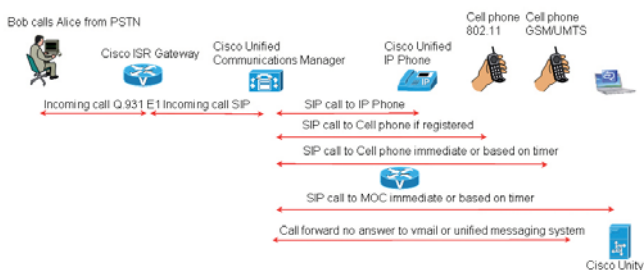 Bob calls Alice from PSTN
Cisco ISR Gateway
Cisco Unified
Communications Manager
Cisco Unified
IP Phone
Cell phone
802.11
Cell phone
GSM/UMTS
IP
V
Incoming call Q.931 E1
Incoming call SIP
SIP call to IP Phone
SIP call to Cell phone if registered
SIP call to Cell phone immediate or based on timer
V
SIP call to MOC immediate or based on timer
Call forward no answer to vmail or unified messaging system
Cisco Unity